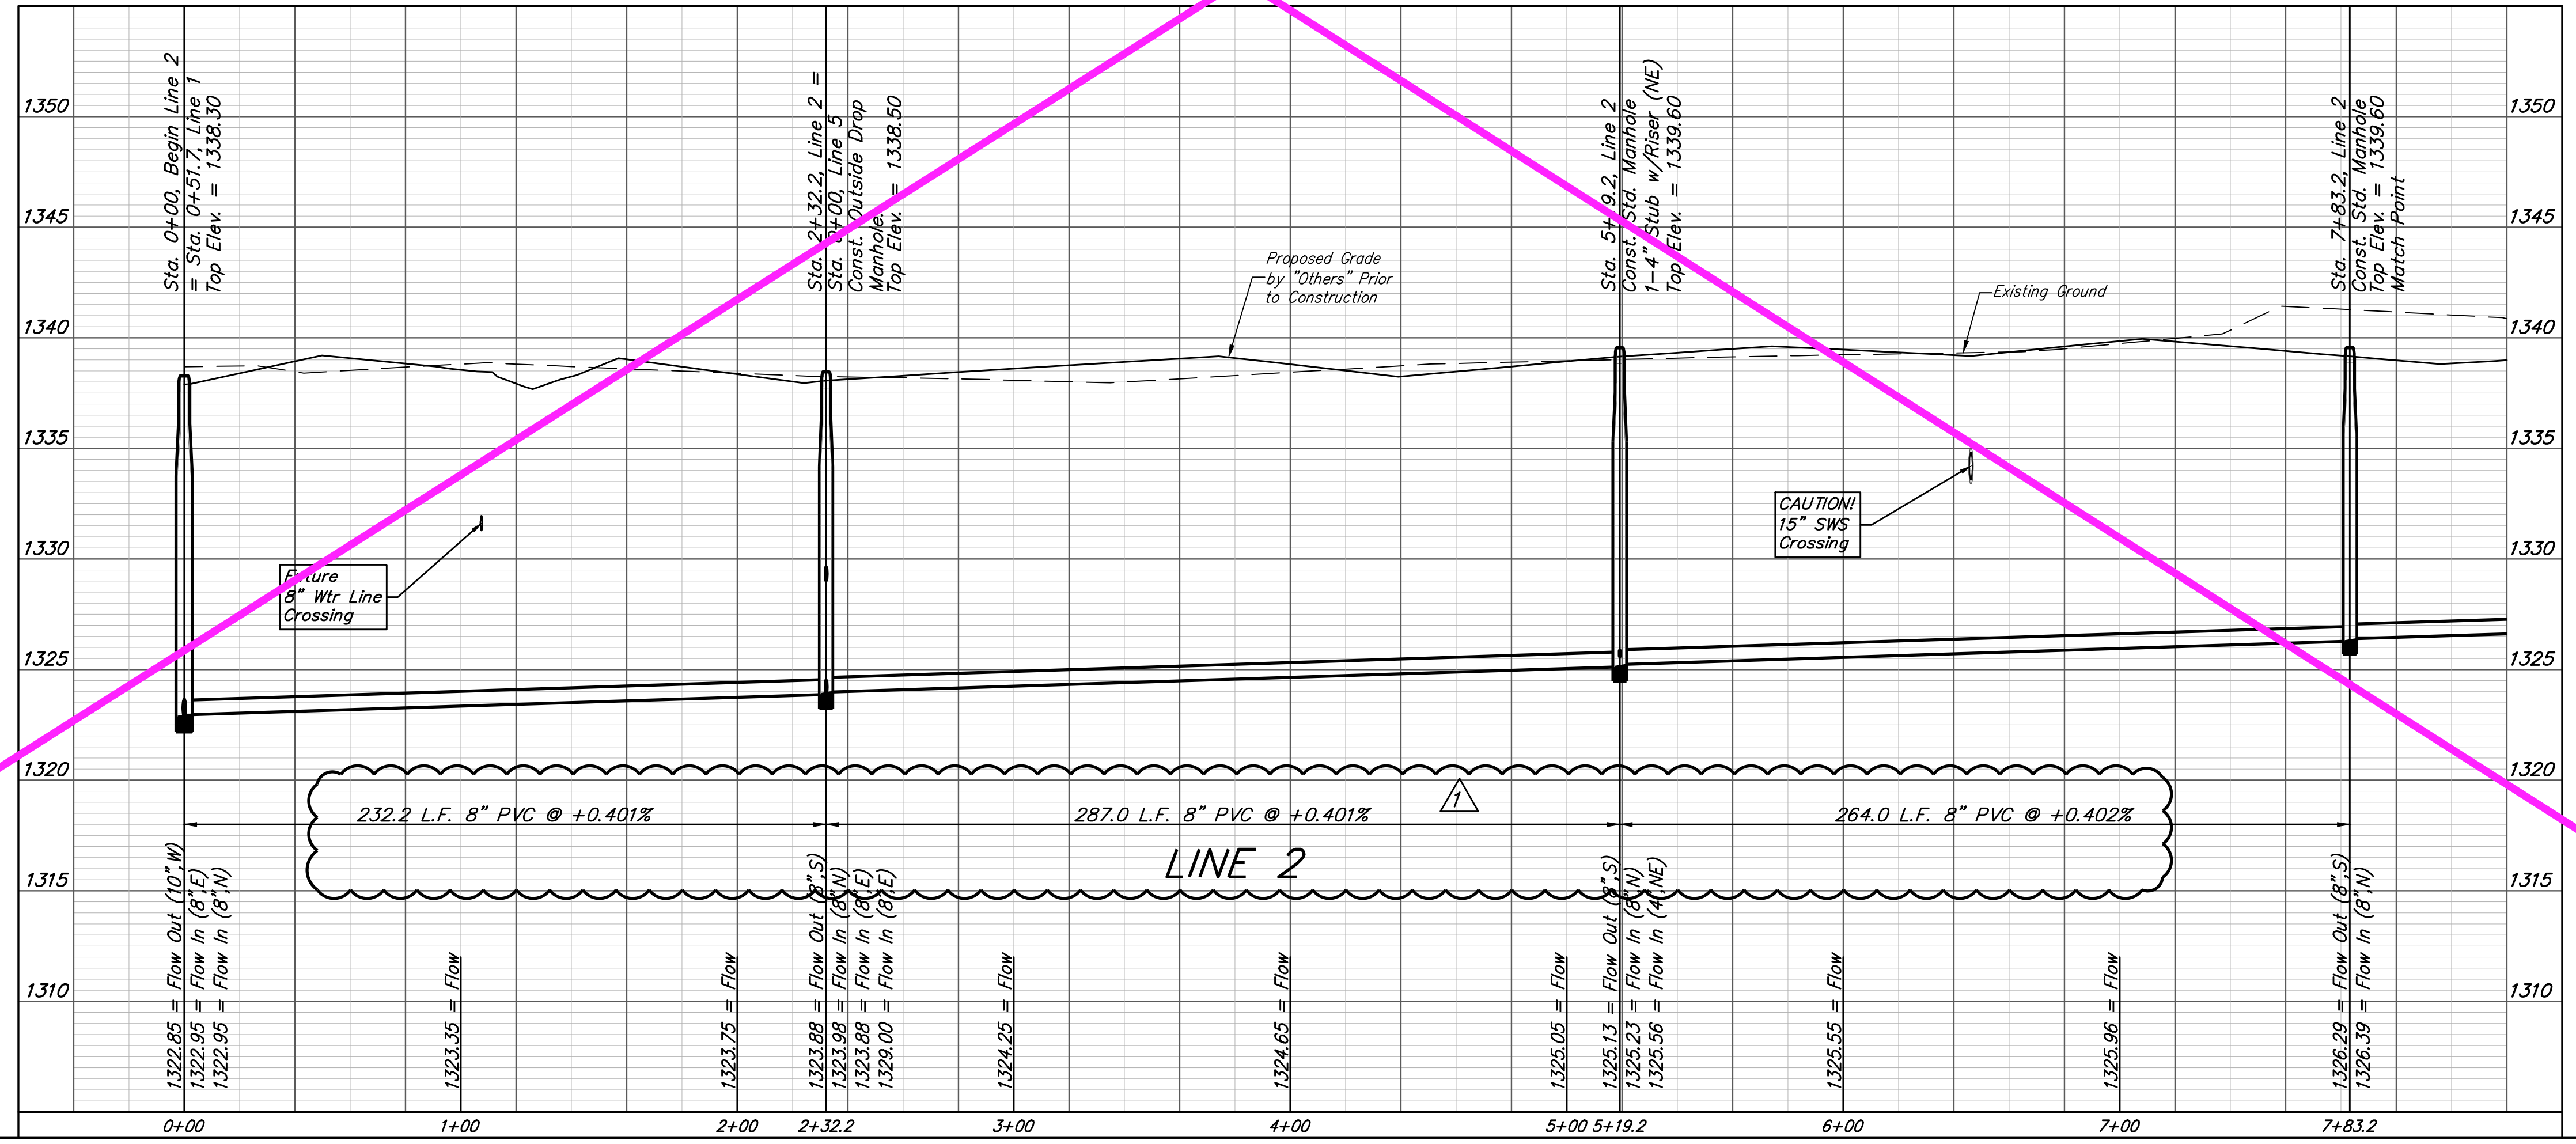 Sta. 0+00, Begin Line 2
= Sta. 0+51.7, Line 1
Top Elev. = 1338.30
Sta. 2+32.2, Line 2 =
Sta. 0+00, Line 5
Const. Outside Drop
Manhole.
Top Elev. = 1338.50
Sta. 5+19.2, Line 2
Const. Std. Manhole
1-4" Stub w/Riser (NE)
Top Elev. = 1339.60
Sta. 7+83.2, Line 2
Const. Std. Manhole
Top Elev. = 1339.60
Match Point
1350
1345
1340
1335
1330
1325
1320
1315
1310
1350
1345
1340
1335
1330
1325
1320
1315
1310
Proposed Grade
by "Others" Prior
to Construction
Existing Ground
Future
8" Wtr Line
Crossing
CAUTION!
15" SWS
Crossing
232.2 L.F. 8" PVC @ +0.401%
287.0 L.F. 8" PVC @ +0.401%
1
264.0 L.F. 8" PVC @ +0.402%
LINE 2
1322.85 = Flow Out (10",W)
1322.95 = Flow In (8",E)
1322.95 = Flow In (8",N)
1323.35 = Flow
1323.75 = Flow
1323.88 = Flow Out (8",S)
1323.98 = Flow In (8",N)
1323.88 = Flow In (8",E)
1329.00 = Flow In (8",E)
1324.25 = Flow
1324.65 = Flow
1325.05 = Flow
1325.13 = Flow Out (8",S)
1325.23 = Flow In (8",N)
1325.56 = Flow In (4",NE)
1325.55 = Flow
1325.96 = Flow
1326.29 = Flow Out (8",S)
1326.39 = Flow In (8",N)
0+00
1+00
2+00
2+32.2
3+00
4+00
5+00
5+19.2
6+00
7+00
7+83.2